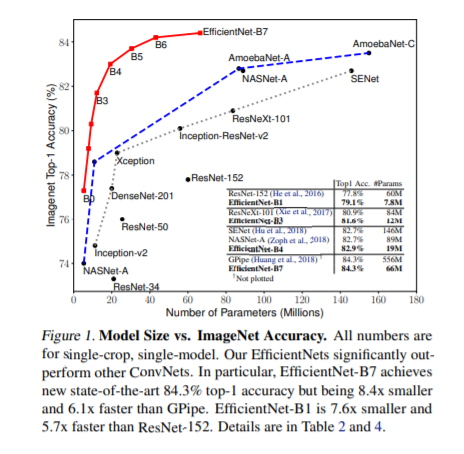 Imagenet Top-1 Accuracy (%)
84
82
80
78
76
74
EfficientNet-B7
B6
B5
B4
B3
B0
AmoebaNet-A
AmoebaNet-C
NASNet-A
SENet
ResNeXt-101
Inception-ResNet-v2
Xception
ResNet-152
DenseNet-201
ResNet-50
Inception-v2
NASNet-A
ResNet-34
Top1 Acc. #Params
ResNet-152 (He et al., 2016) 77.8% 60M
EfficientNet-B1 79.1% 7.8M
ResNeXt-101 (Xie et al., 2017) 80.9% 84M
EfficientNet-B3 81.6% 12M
SENet (Hu et al., 2018) 82.7% 146M
NASNet-A (Zoph et al., 2018) 82.7% 89M
EfficientNet-B4 82.9% 19M
GPipe (Huang et al., 2018) † 84.3% 556M
EfficientNet-B7 84.3% 66M
†Not plotted
0 20 40 60 80 100 120 140 160 180
Number of Parameters (Millions)
Figure 1. Model Size vs. ImageNet Accuracy. All numbers are
for single-crop, single-model. Our EfficientNets significantly out-
perform other ConvNets. In particular, EfficientNet-B7 achieves
new state-of-the-art 84.3% top-1 accuracy but being 8.4x smaller
and 6.1x faster than GPipe. EfficientNet-B1 is 7.6x smaller and
5.7x faster than ResNet-152. Details are in Table 2 and 4.